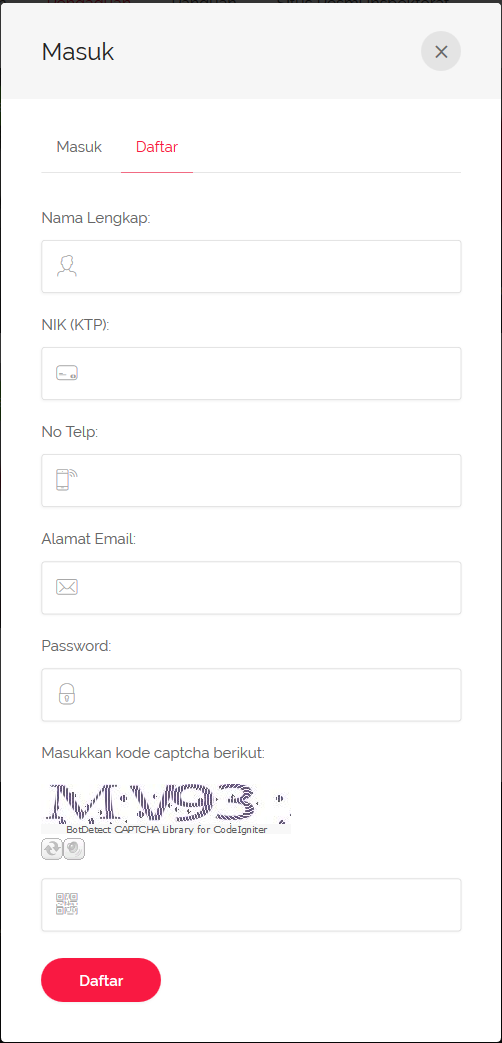 Masuk
Masuk Daftar
Nama Lengkap:
NIK (KTP):
No Telp:
Alamat Email:
Password:
Masukkan kode captcha berikut:
BotDetect CAPTCHA Library for CodeIgniter
Daftar